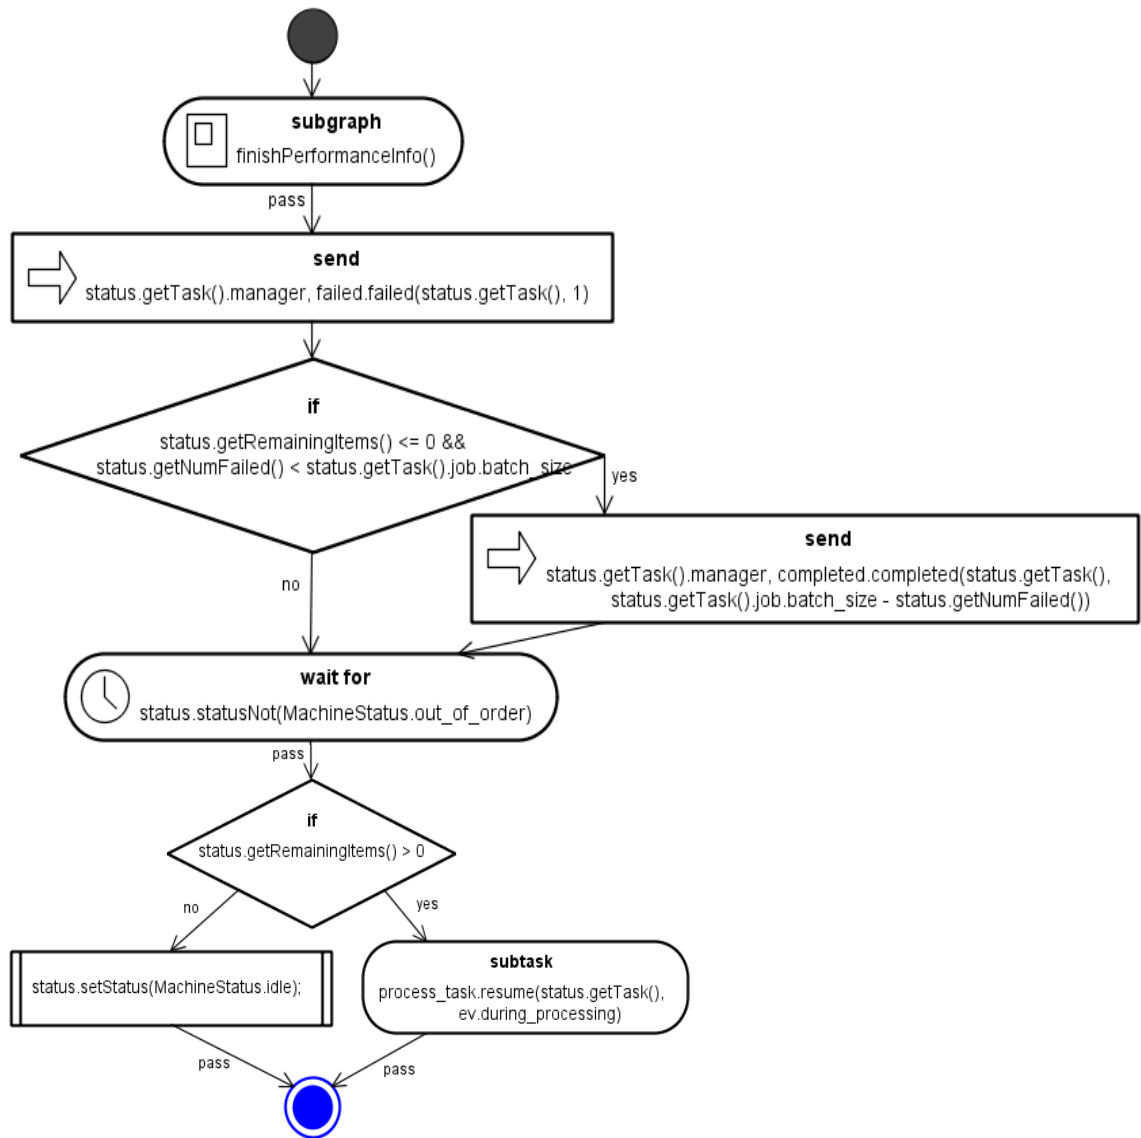 subgraph
finishPerformanceInfo()
pass
send
status.getTask().manager, failed.failed(status.getTask(), 1)
if
status.getRemainingItems() <= 0 &&
status.getNumFailed() < status.getTask().job.batch_size
yes
send
status.getTask().manager, completed.completed(status.getTask(),
status.getTask().job.batch_size - status.getNumFailed())
no
wait for
status.statusNot(MachineStatus.out_of_order)
pass
if
status.getRemainingItems() > 0
no
yes
status.setStatus(MachineStatus.idle);
subtask
process_task.resume(status.getTask(),
ev.during_processing)
pass
pass